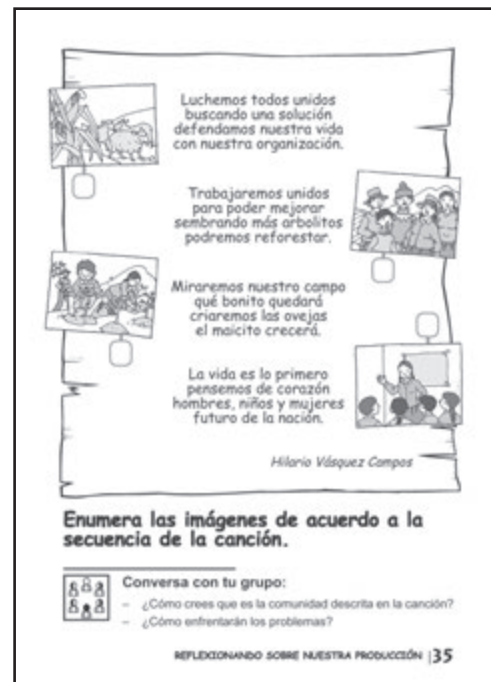 Luchemos todos unidos
buscando una solución
defendamos nuestra vida
con nuestra organización.
Trabajaremos unidos
para poder mejorar
sembrando más arbolitos
podremos reforestar.
Miraremos nuestro campo
qué bonito quedará
criaremos las ovejas
el maicito crecerá.
La vida es lo primero
pensemos de corazón
hombres, niños y mujeres
futuro de la nación.
Hilario Vásquez Campos
Enumera las imágenes de acuerdo a la
secuencia de la canción.
Conversa con tu grupo:
– ¿Cómo crees que es la comunidad descrita en la canción?
– ¿Cómo enfrentarán los problemas?
REFLEXIONANDO SOBRE NUESTRA PRODUCCIÓN | 35